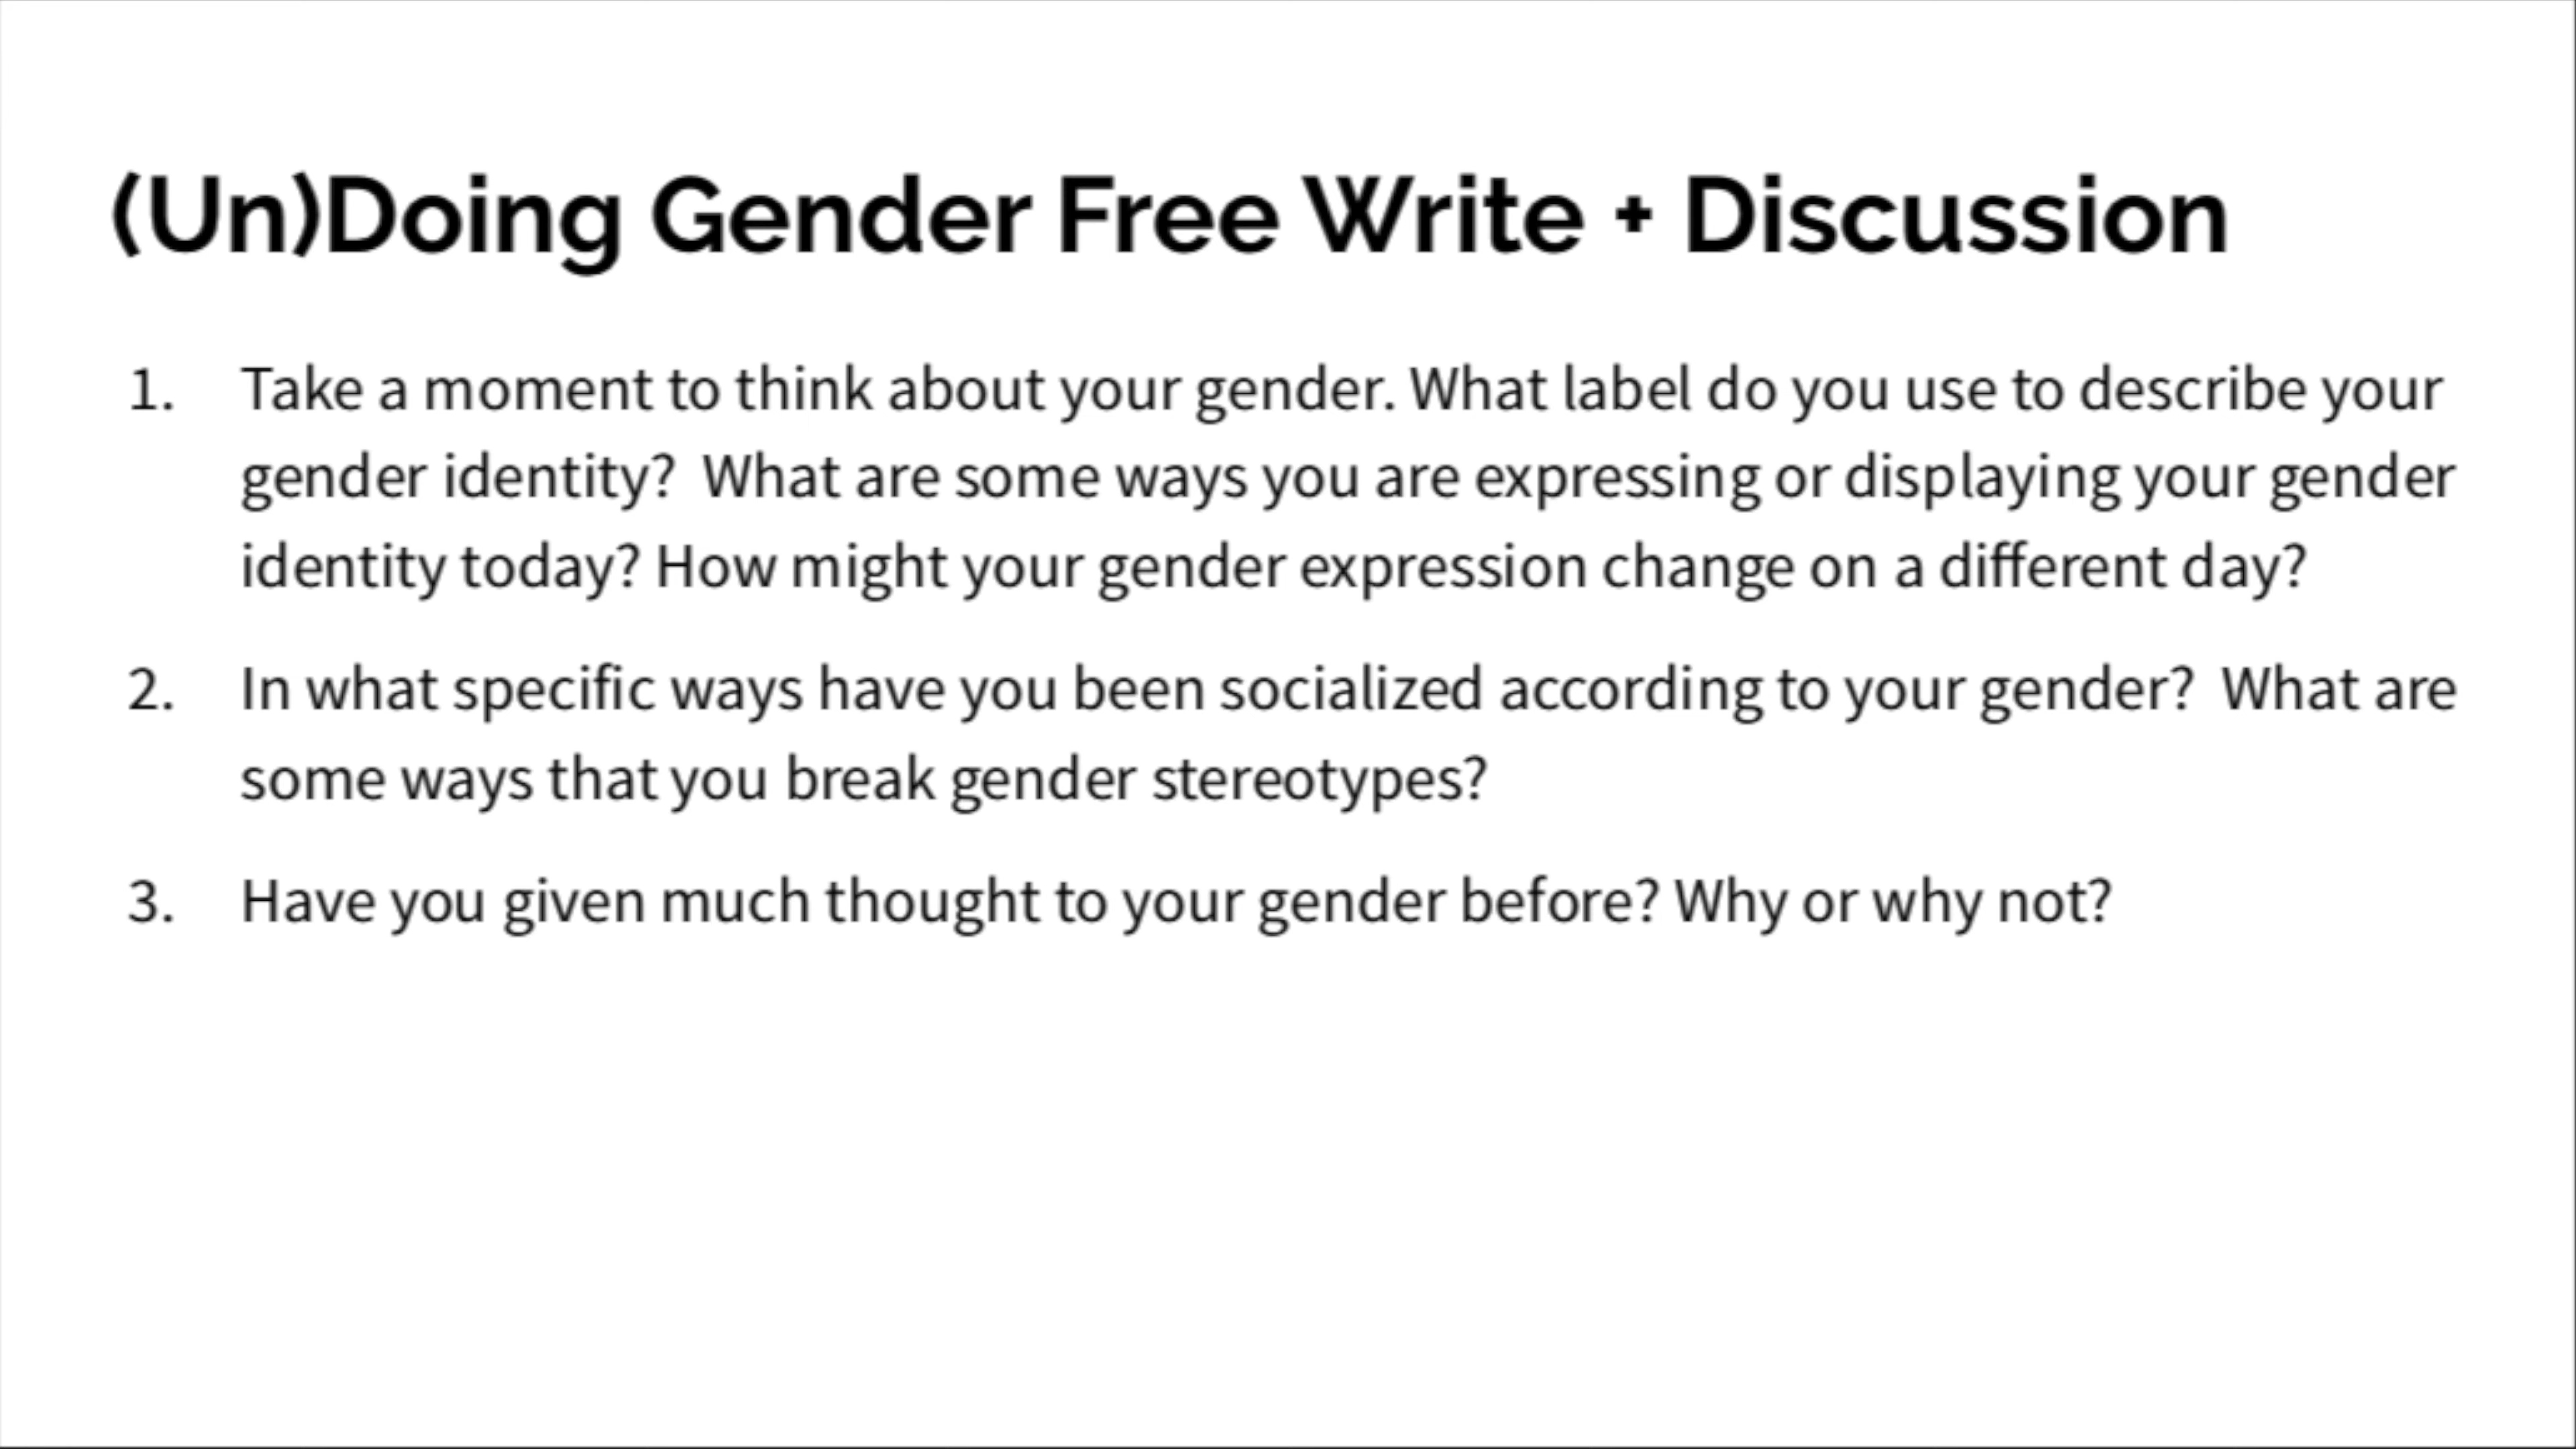 (Un)Doing Gender Free Write + Discussion
1. Take a moment to think about your gender. What label do you use to describe your
gender identity?  What are some ways you are expressing or displaying your gender
identity today? How might your gender expression change on a different day?
2. In what specific ways have you been socialized according to your gender?  What are
some ways that you break gender stereotypes?
3. Have you given much thought to your gender before? Why or why not?